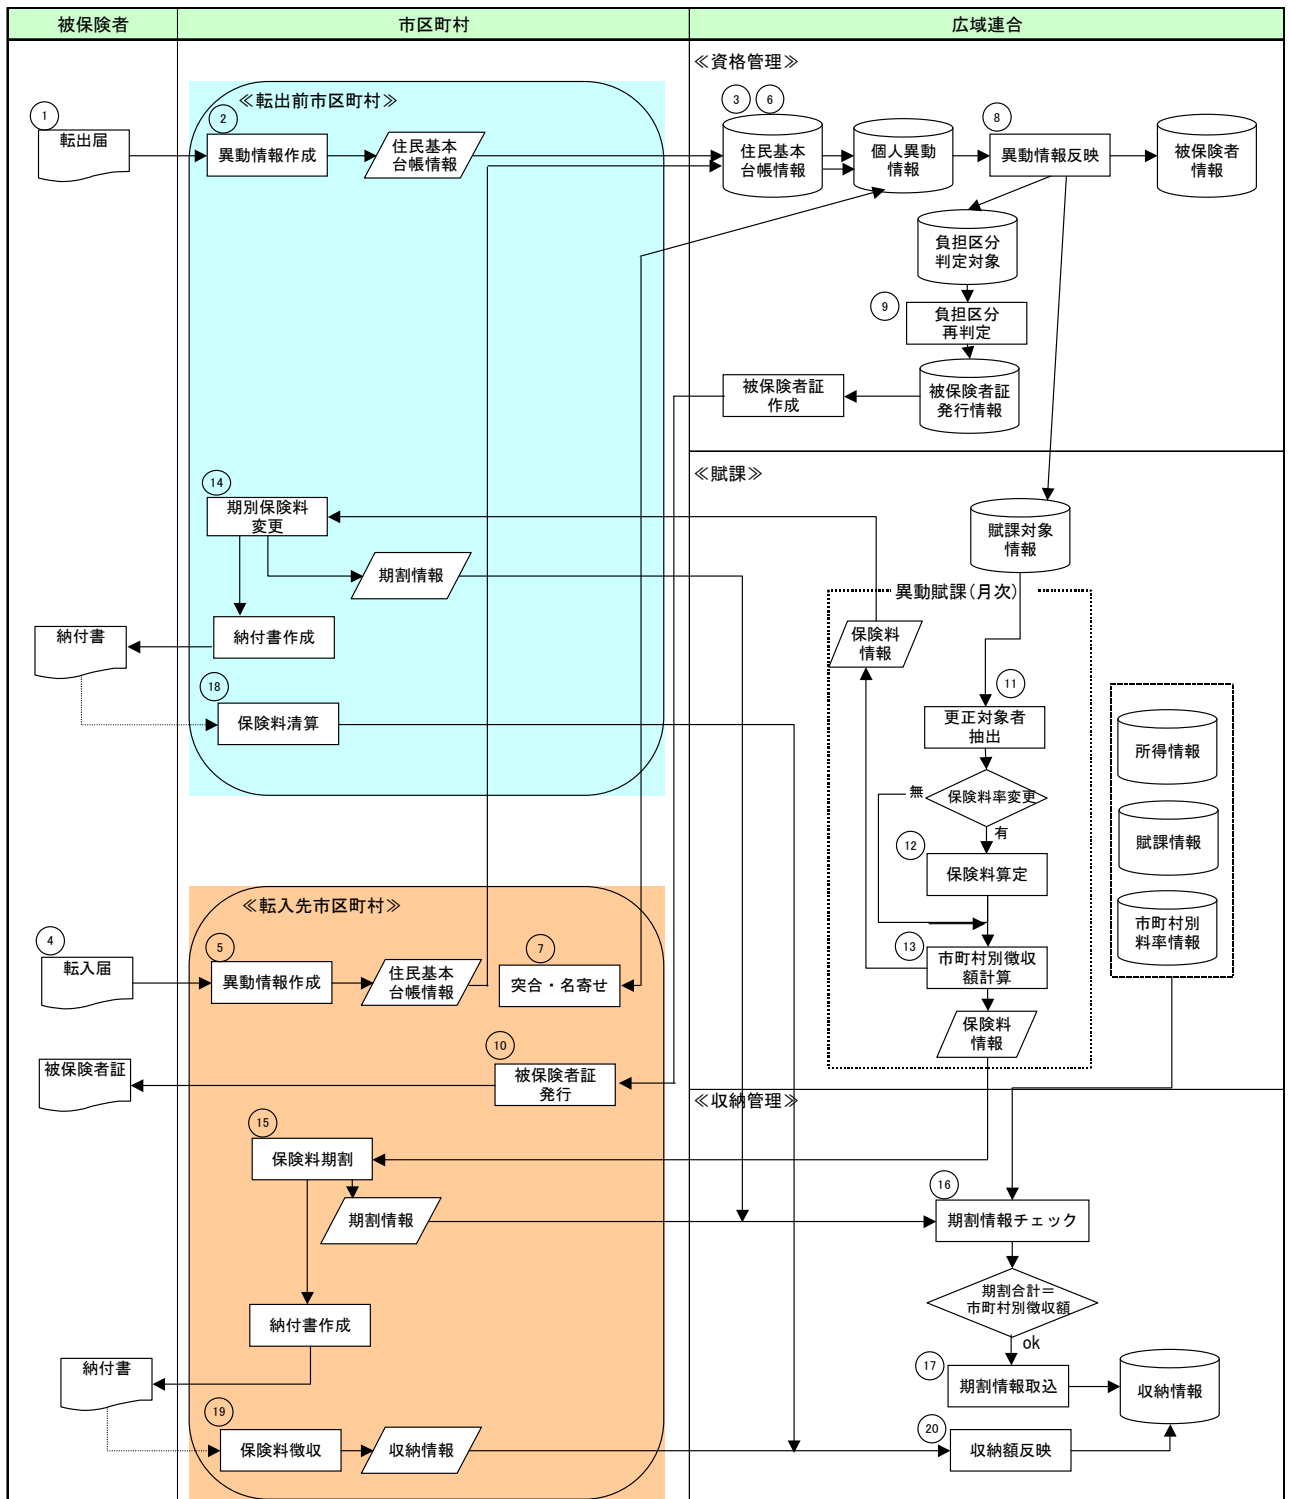 被保険者
市区町村
広域連合
≪資格管理≫
≪転出前市区町村≫
1
転出届
2
異動情報作成
住民基本
台帳情報
3
6
住民基本
台帳情報
個人異動
情報
8
異動情報反映
被保険者
情報
負担区分
判定対象
9
負担区分
再判定
被保険者証
発行情報
被保険者証
作成
≪賦課≫
14
期別保険料
変更
期割情報
納付書作成
納付書
18
保険料清算
賦課対象
情報
異動賦課(月次)
保険料
情報
11
更正対象者
抽出
保険料率変更
無
有
12
保険料算定
13
市町村別徴収
額計算
保険料
情報
所得情報
賦課情報
市町村別
料率情報
≪転入先市区町村≫
4
転入届
5
異動情報作成
住民基本
台帳情報
7
突合・名寄せ
10
被保険者証
発行
被保険者証
≪収納管理≫
15
保険料期割
期割情報
16
期割情報チェック
期割合計＝
市町村別徴収額
ok
納付書作成
納付書
17
期割情報取込
収納情報
19
保険料徴収
収納情報
20
収納額反映